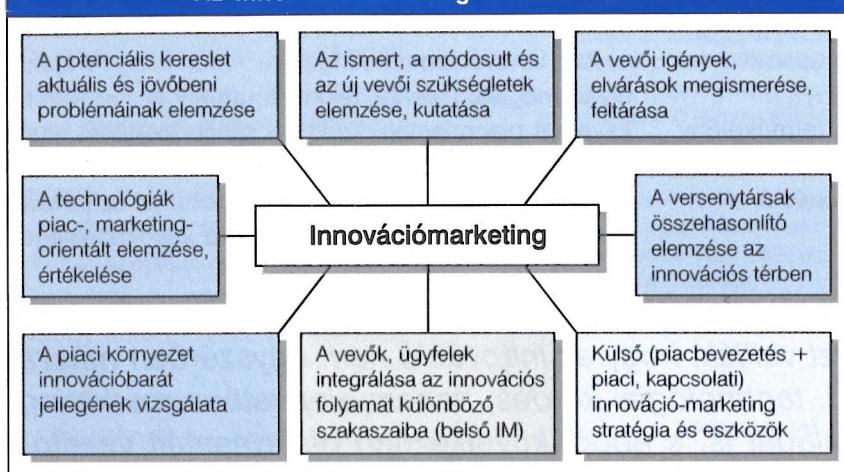 A potenciális kereslet
aktuális és jövőbeni
problémáinak elemzése
Az ismert, a módosult és
az új vevői szükségletek
elemzése, kutatása
A vevői igények,
elvárások megismerése,
feltárása
A technológiák
piac-, marketing-
orientált elemzése,
értékelése
Innovációmarketing
A versenytársak
összehasonlító
elemzése az
innovációs térben
A piaci környezet
innovációbarát
jellegének vizsgálata
A vevők, ügyfelek
integrálása az innovációs
folyamat különböző
szakaszaiba (belső IM)
Külső (piacbevezetés +
piaci, kapcsolati)
innováció-marketing
stratégia és eszközök